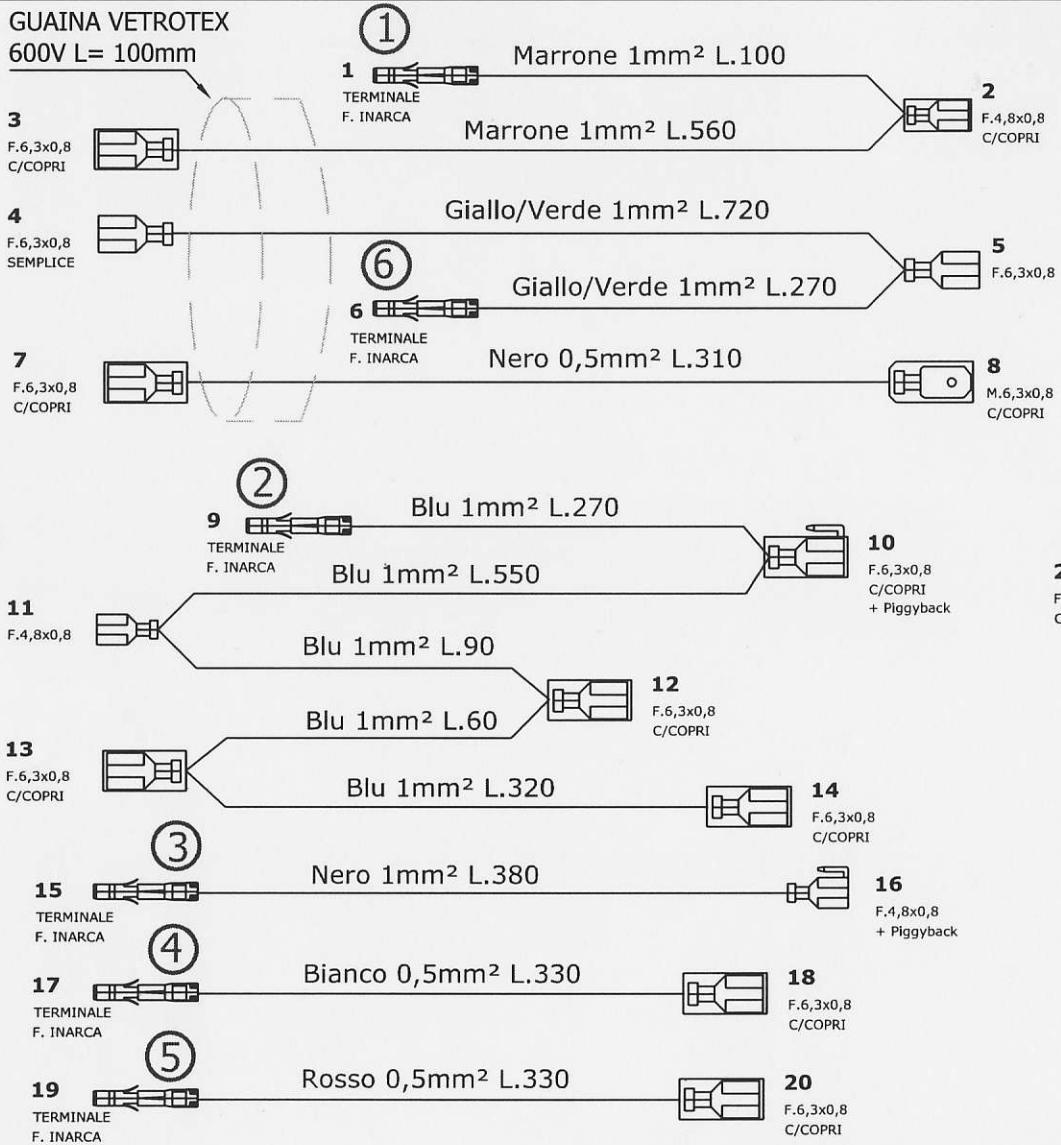 GUAINA VETROTEX
600V L= 100mm
1
1
TERMINALE
F. INARCA
Marrone 1mm² L.100
2
F.4,8x0,8
C/COPRI
3
F.6,3x0,8
C/COPRI
Marrone 1mm² L.560
4
F.6,3x0,8
SEMPLICE
Giallo/Verde 1mm² L.720
5
F.6,3x0,8
6
6
TERMINALE
F. INARCA
Giallo/Verde 1mm² L.270
7
F.6,3x0,8
C/COPRI
Nero 0,5mm² L.310
8
M.6,3x0,8
C/COPRI
2
9
TERMINALE
F. INARCA
Blu 1mm² L.270
10
F.6,3x0,8
C/COPRI
+ Piggyback
Blu 1mm² L.550
11
F.4,8x0,8
Blu 1mm² L.90
12
F.6,3x0,8
C/COPRI
Blu 1mm² L.60
13
F.6,3x0,8
C/COPRI
Blu 1mm² L.320
14
F.6,3x0,8
C/COPRI
3
15
TERMINALE
F. INARCA
Nero 1mm² L.380
16
F.4,8x0,8
+ Piggyback
4
17
TERMINALE
F. INARCA
Bianco 0,5mm² L.330
18
F.6,3x0,8
C/COPRI
5
19
TERMINALE
F. INARCA
Rosso 0,5mm² L.330
20
F.6,3x0,8
C/COPRI